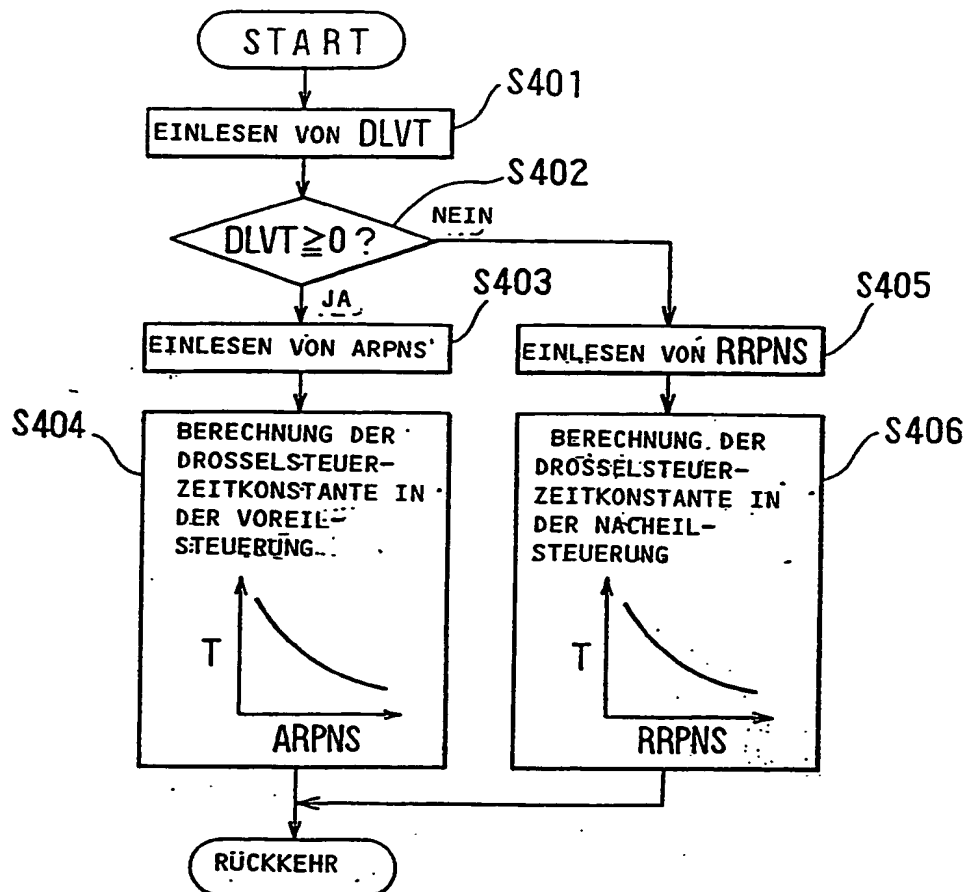 START
S401
EINLESEN VON DLVT
S402
DLVT ≧ 0 ?
NEIN
JA
S403
EINLESEN VON ARPNS
S405
EINLESEN VON RRPNS
S404
BERECHNUNG DER
DROSSELSTEUER-
ZEITKONSTANTE IN
DER VOREIL-
STEUERUNG
T
ARPNS
S406
BERECHNUNG DER
DROSSELSTEUER-
ZEITKONSTANTE IN
DER NACHEIL-
STEUERUNG
T
RRPNS
RÜCKKEHR